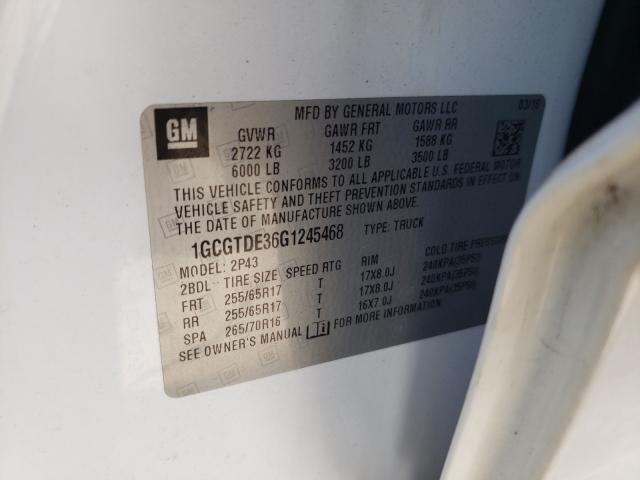 GM
MFD BY GENERAL MOTORS LLC 03/16
GVWR GAWR FRT GAWR RR
2722 KG 1452 KG 1588 KG
6000 LB 3200 LB 3500 LB
THIS VEHICLE CONFORMS TO ALL APPLICABLE U.S. FEDERAL MOTOR
VEHICLE SAFETY AND THEFT PREVENTION STANDARDS IN EFFECT ON
THE DATE OF MANUFACTURE SHOWN ABOVE.
1GCGTDE36G1245468 TYPE: TRUCK
MODEL: 2P43
2BDL TIRE SIZE SPEED RTG RIM COLD TIRE PRESSURE
FRT 255/65R17 T 17X8.0J 240KPA(35PSI)
RR 255/65R17 T 17X8.0J 240KPA(35PSI)
SPA 265/70R16 T 16X7.0J 240KPA(35PSI)
SEE OWNER'S MANUAL FOR MORE INFORMATION